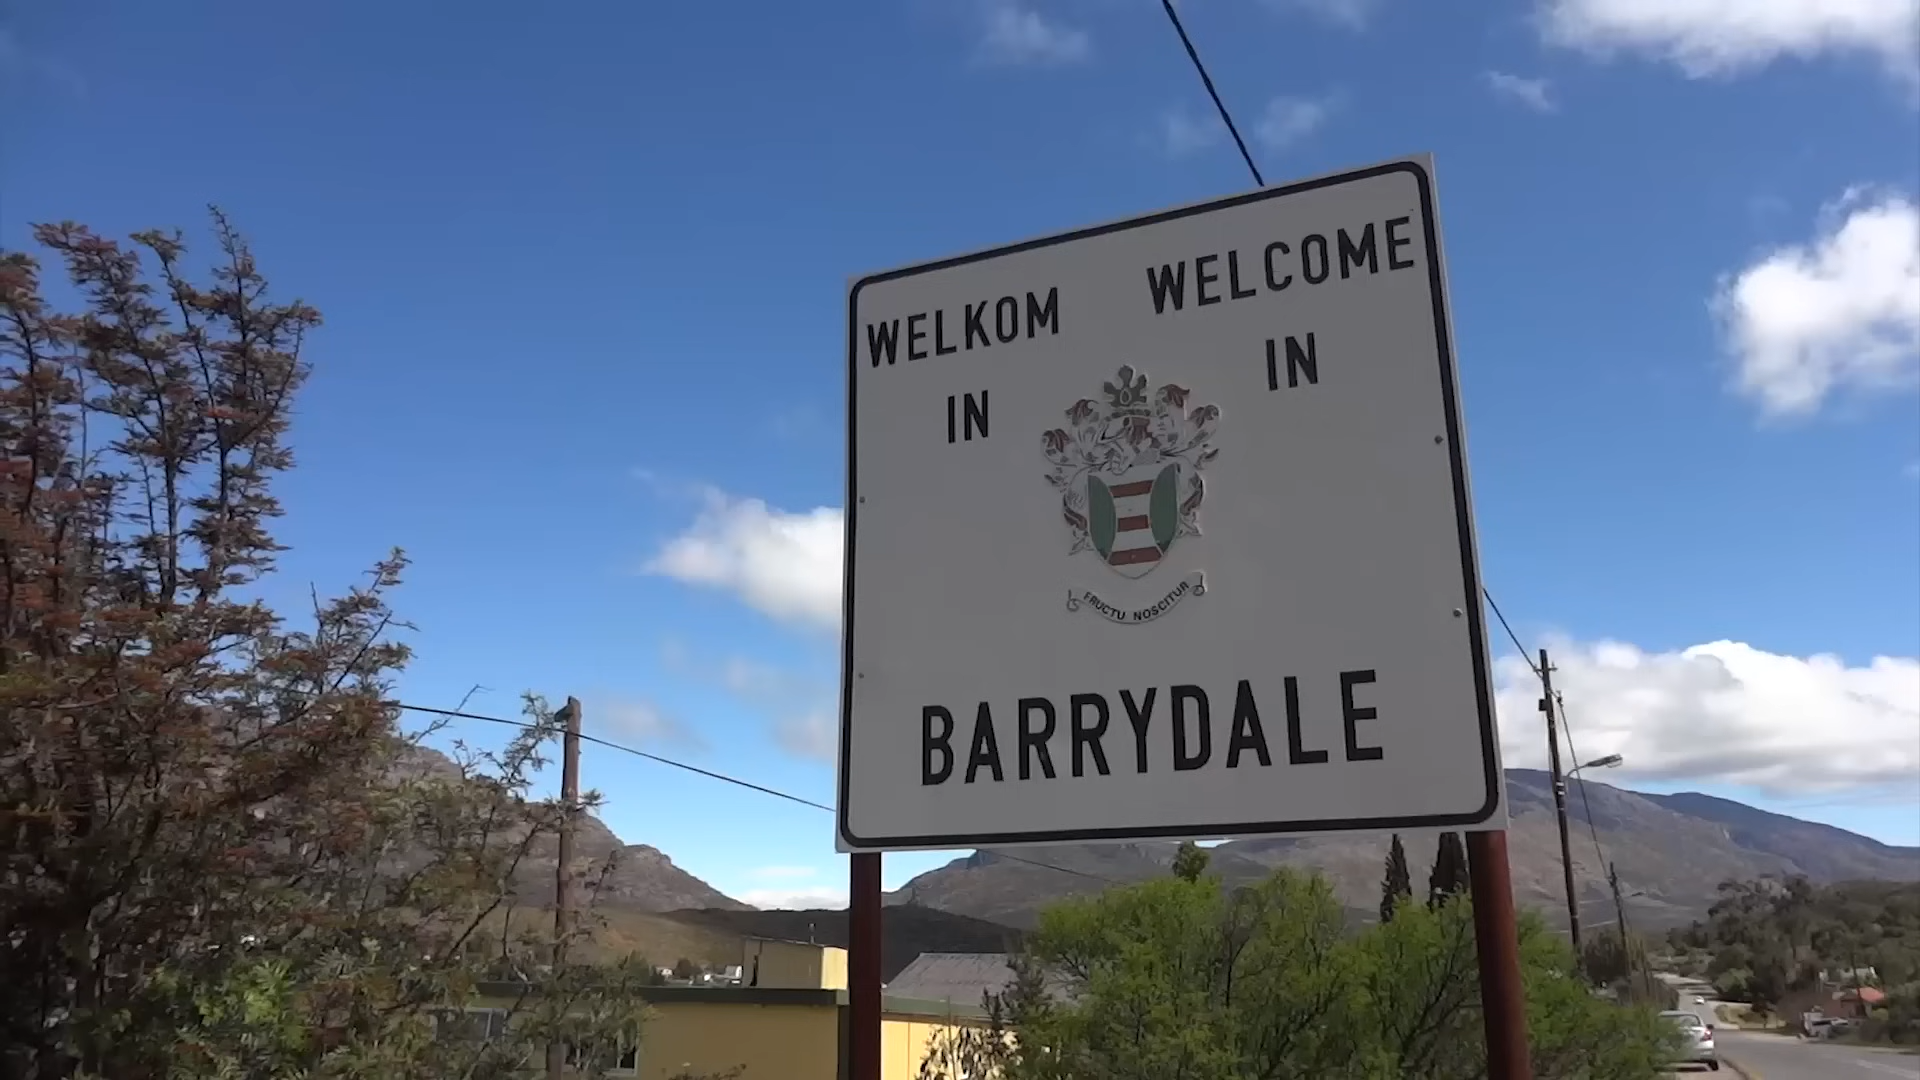 WELKOM
IN
WELCOME
IN
FRUCTU NOSCITUR
BARRYDALE